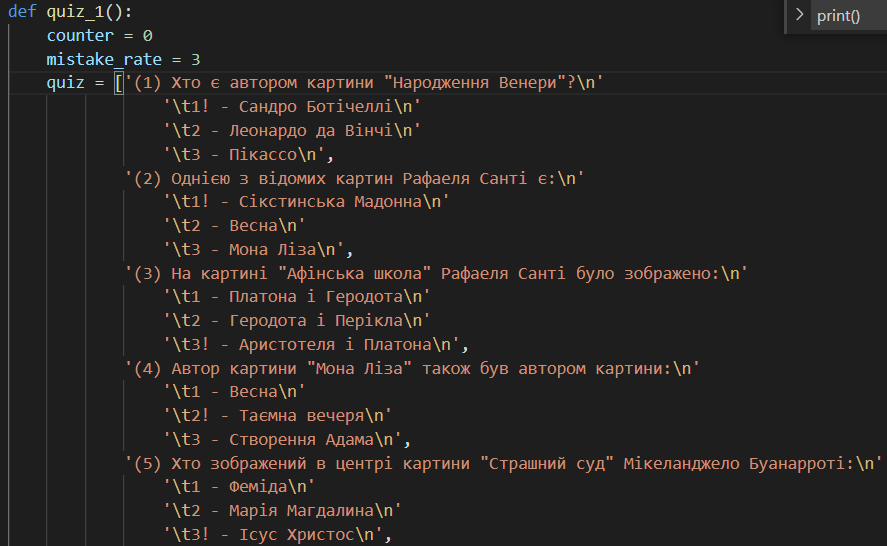 def quiz_1():
print()
counter = 0
mistake_rate = 3
quiz = ['(1) Хто є автором картини "Народження Венери"?\n'
'\t1! - Сандро Ботічеллі\n'
'\t2 - Леонардо да Вінчі\n'
'\t3 - Пікассо\n',
'(2) Однією з відомих картин Рафаеля Санті є:\n'
'\t1! - Сікстинська Мадонна\n'
'\t2 - Весна\n'
'\t3 - Мона Ліза\n',
'(3) На картині "Афінська школа" Рафаеля Санті було зображено:\n'
'\t1 - Платона і Геродота\n'
'\t2 - Геродота і Перікла\n'
'\t3! - Аристотеля і Платона\n',
'(4) Автор картини "Мона Ліза" також був автором картини:\n'
'\t1 - Весна\n'
'\t2! - Таємна вечеря\n'
'\t3 - Створення Адама\n',
'(5) Хто зображений в центрі картини "Страшний суд" Мікеланджело Буанарроті:\n'
'\t1 - Феміда\n'
'\t2 - Марія Магдалина\n'
'\t3! - Ісус Христос\n',